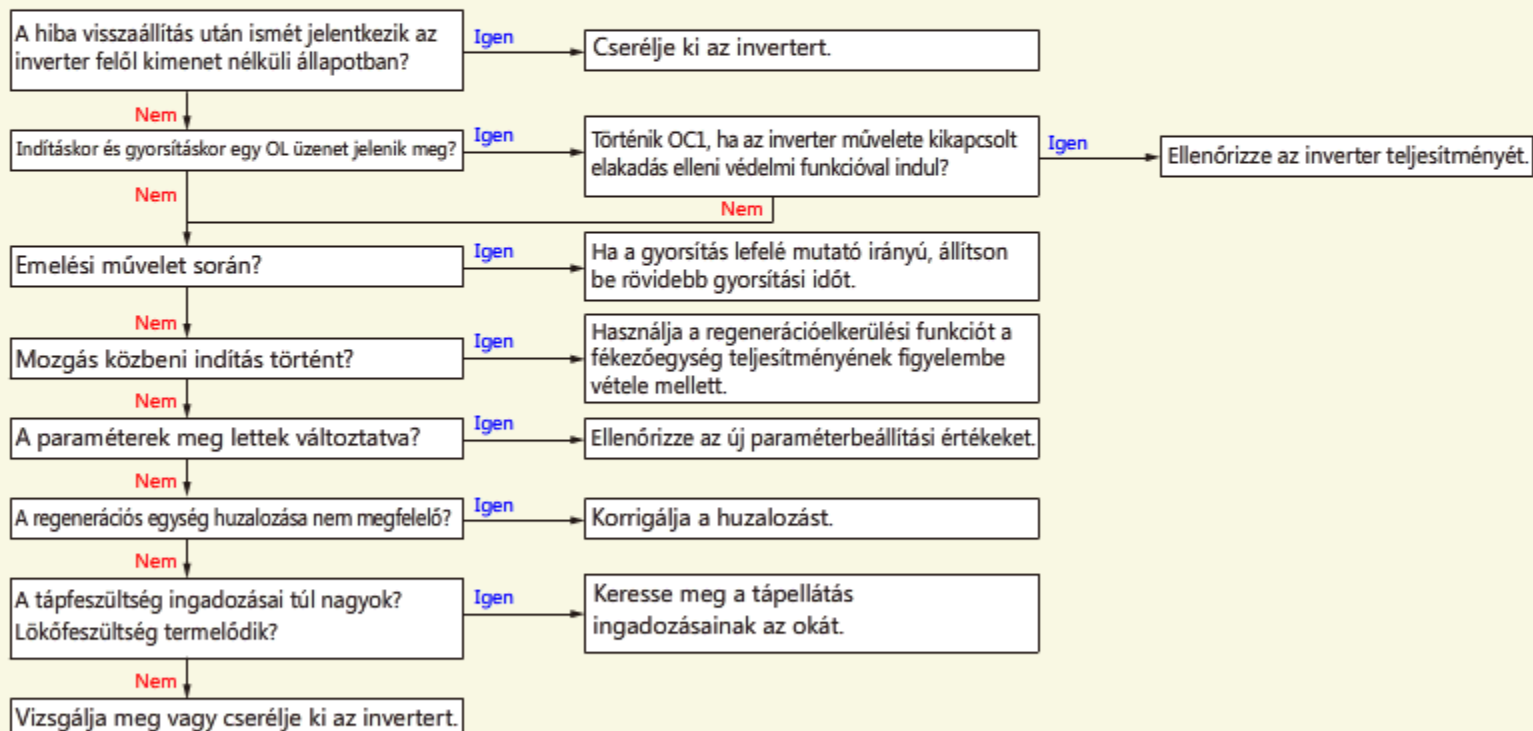 A hiba visszaállítás után ismét jelentkezik az
inverter felől kimenet nélküli állapotban?
Igen
Cserélje ki az invertert.
Nem
Indításkor és gyorsításkor egy OL üzenet jelenik meg?
Igen
Történik OC1, ha az inverter művelete kikapcsolt
elakadás elleni védelmi funkcióval indul?
Igen
Ellenőrizze az inverter teljesítményét.
Nem
Nem
Emelési művelet során?
Igen
Ha a gyorsítás lefelé mutató irányú, állítson
be rövidebb gyorsítási időt.
Nem
Mozgás közbeni indítás történt?
Igen
Használja a regenerációelkerülési funkciót a
fékezőegység teljesítményének figyelembe
vétele mellett.
Nem
A paraméterek meg lettek változtatva?
Igen
Ellenőrizze az új paraméterbeállítási értékeket.
Nem
A regenerációs egység huzalozása nem megfelelő?
Igen
Korrigálja a huzalozást.
Nem
A tápfeszültség ingadozásai túl nagyok?
Lökőfeszültség termelődik?
Igen
Keresse meg a tápellátás
ingadozásainak az okát.
Nem
Vizsgálja meg vagy cserélje ki az invertert.